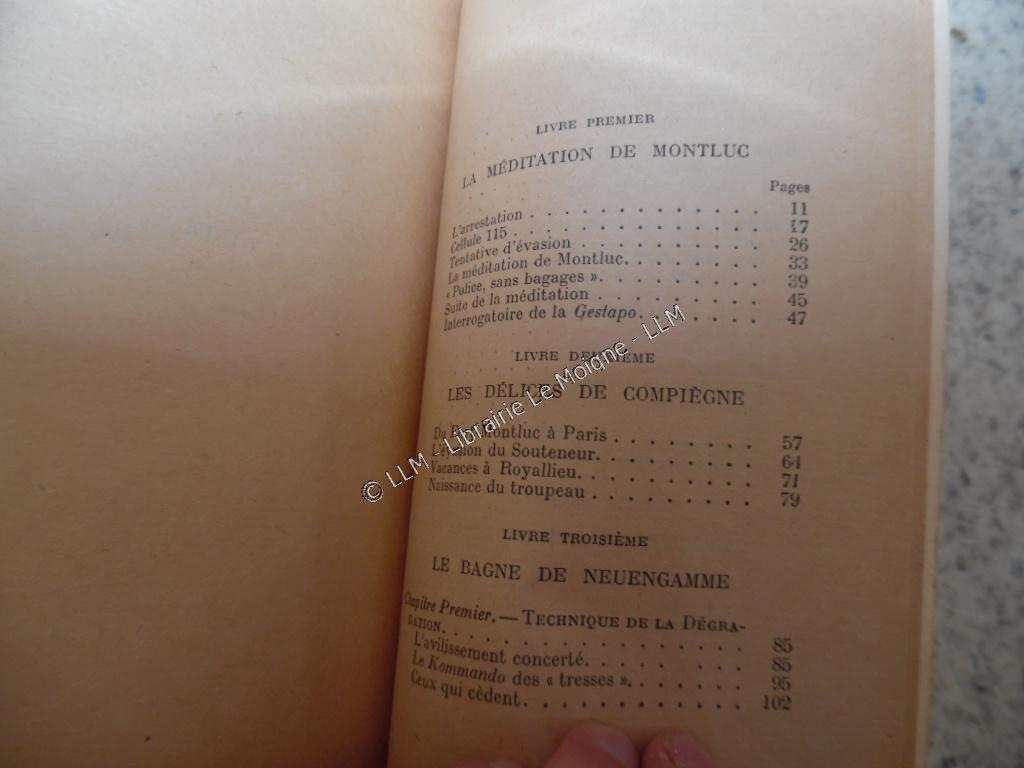 LIVRE PREMIER
LA MÉDITATION DE MONTLUC
Pages
L'arrestation . . . . . . . . . . . . . 11
Cellule 115 . . . . . . . . . . . . . 17
Tentative d'évasion . . . . . . . . . . 26
La méditation de Montluc. . . . . . . . 33
« Police, sans bagages ». . . . . . . . . 39
Suite de la méditation . . . . . . . . . 45
Interrogatoire de la Gestapo. . . . . . . 47
LIVRE DEUXIÈME
LES DÉLICES DE COMPIÈGNE
Du Montluc à Paris . . . . . . . . 57
L'évasion du Souteneur. . . . . . . . . 64
Vacances à Royallieu. . . . . . . . . . 71
Naissance du troupeau . . . . . . . . . 79
LIVRE TROISIÈME
LE BAGNE DE NEUENGAMME
Chapitre Premier. — TECHNIQUE DE LA DÉGRA-
DATION. . . . . . . . . . . . . . . 85
L'avilissement concerté. . . . . . . . . 85
Le Kommando des « tresses ». . . . . . . 95
Ceux qui cèdent. . . . . . . . . . . . 102
© LLM - Librairie Le Moigne - LLM